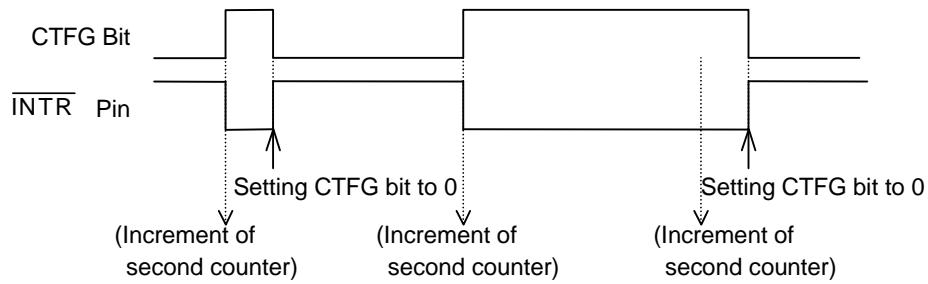 CTFG Bit
INTR Pin
Setting CTFG bit to 0
Setting CTFG bit to 0
(Increment of
second counter)
(Increment of
second counter)
(Increment of
second counter)